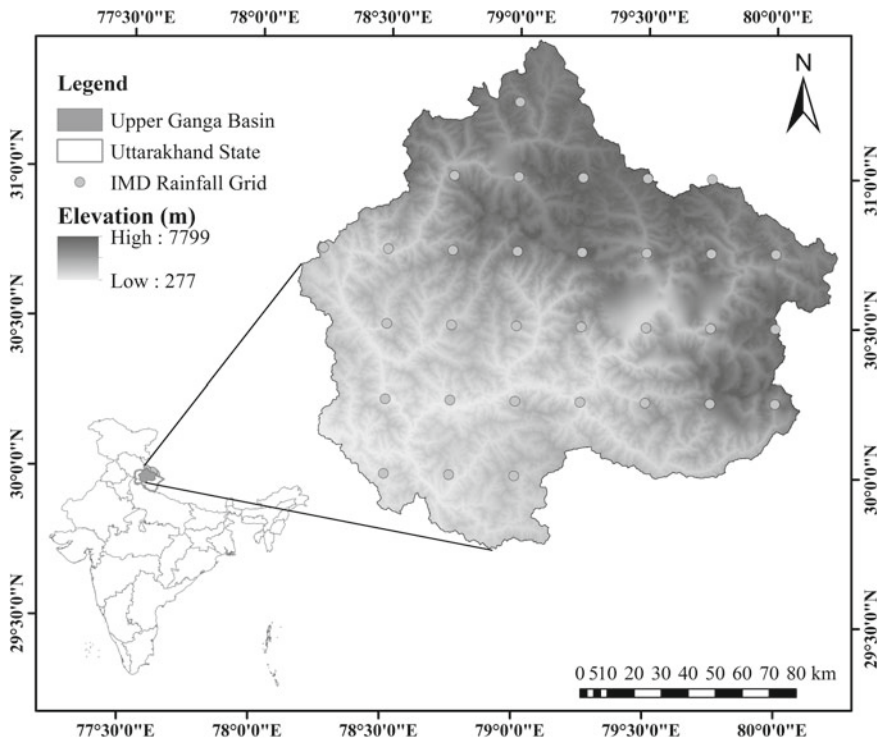 77°30'0"E 78°0'0"E 78°30'0"E 79°0'0"E 79°30'0"E 80°0'0"E
N
Legend
Upper Ganga Basin
Uttarakhand State
IMD Rainfall Grid
Elevation (m)
High : 7799
Low : 277
31°0'0"N 31°0'0"N
30°30'0"N 30°30'0"N
30°0'0"N 30°0'0"N
29°30'0"N 29°30'0"N
0 5 10 20 30 40 50 60 70 80 km
77°30'0"E 78°0'0"E 78°30'0"E 79°0'0"E 79°30'0"E 80°0'0"E